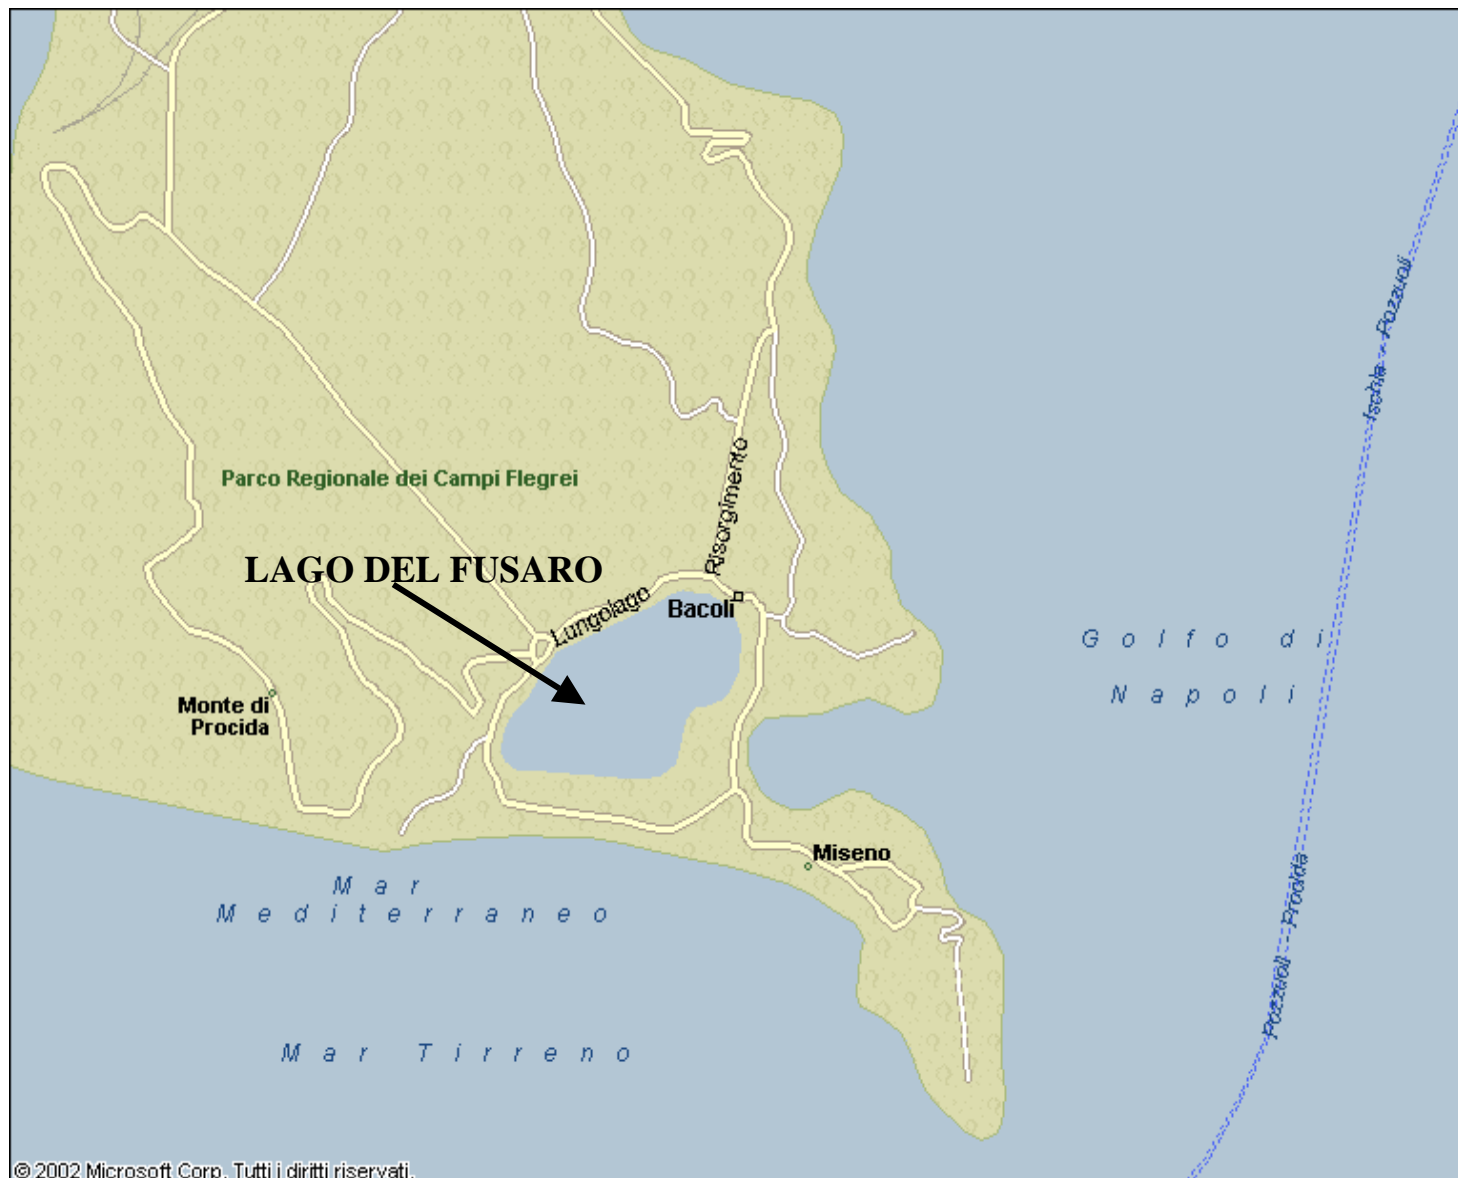 Ischia - Pozzuoli
Parco Regionale dei Campi Flegrei
Risorgimento
LAGO DEL FUSARO
Lungolago
Bacoli
Golfo di
Napoli
Monte di
Procida
Miseno
Mar
Mediterraneo
Pozzuoli - Procida
Mar Tirreno
© 2002 Microsoft Corp. Tutti i diritti riservati.